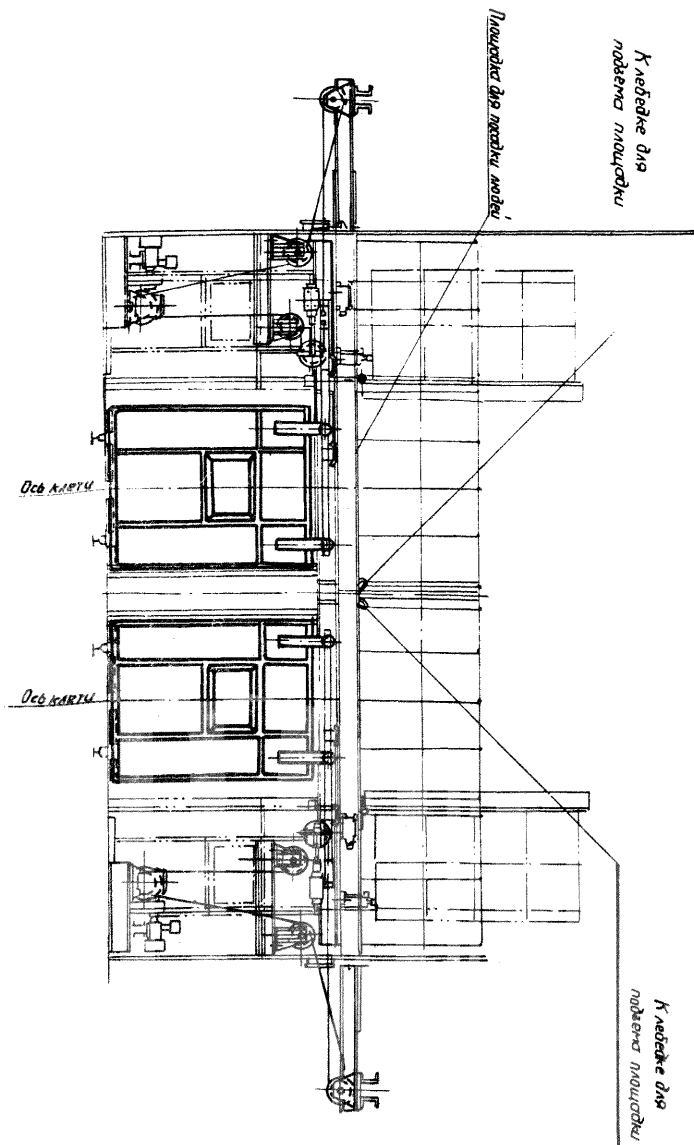 К лебедке для
подъема площадки
Площадка для посадки людей
Ось клети
Ось клети
К лебедке для
подъема площадки